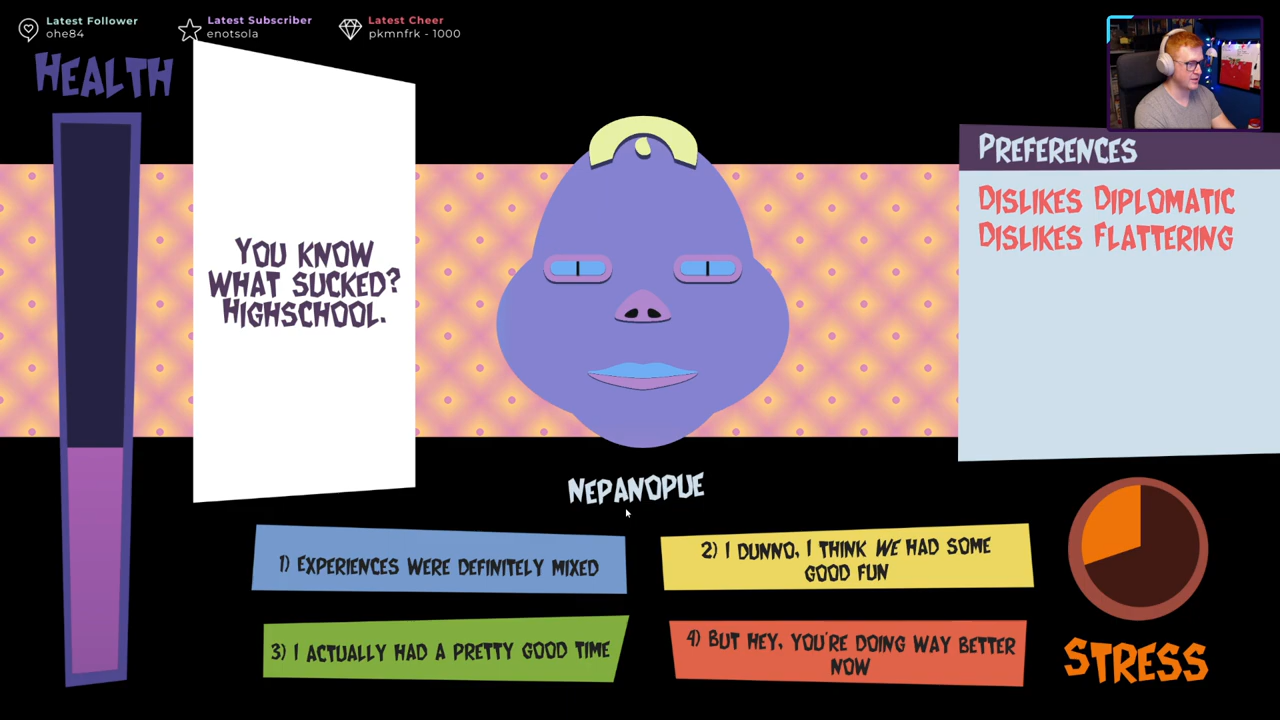 Latest Follower
ohe84
Latest Subscriber
enotsola
Latest Cheer
pkmnfrk - 1000
HEALTH
YOU KNOW
WHAT SUCKED?
HIGHSCHOOL.
PREFERENCES
DISLIKES DIPLOMATIC
DISLIKES FLATTERING
NEPANOPUE
1) EXPERIENCES WERE DEFINITELY MIXED
2) I DUNNO, I THINK WE HAD SOME
GOOD FUN
3) I ACTUALLY HAD A PRETTY GOOD TIME
4) BUT HEY, YOU'RE DOING WAY BETTER
NOW
STRESS